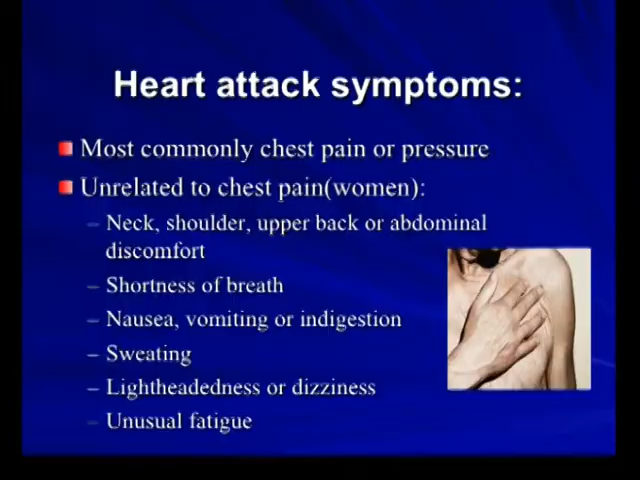 Heart attack symptoms:
Most commonly chest pain or pressure
Unrelated to chest pain(women):
– Neck, shoulder, upper back or abdominal
discomfort
– Shortness of breath
– Nausea, vomiting or indigestion
– Sweating
– Lightheadedness or dizziness
– Unusual fatigue